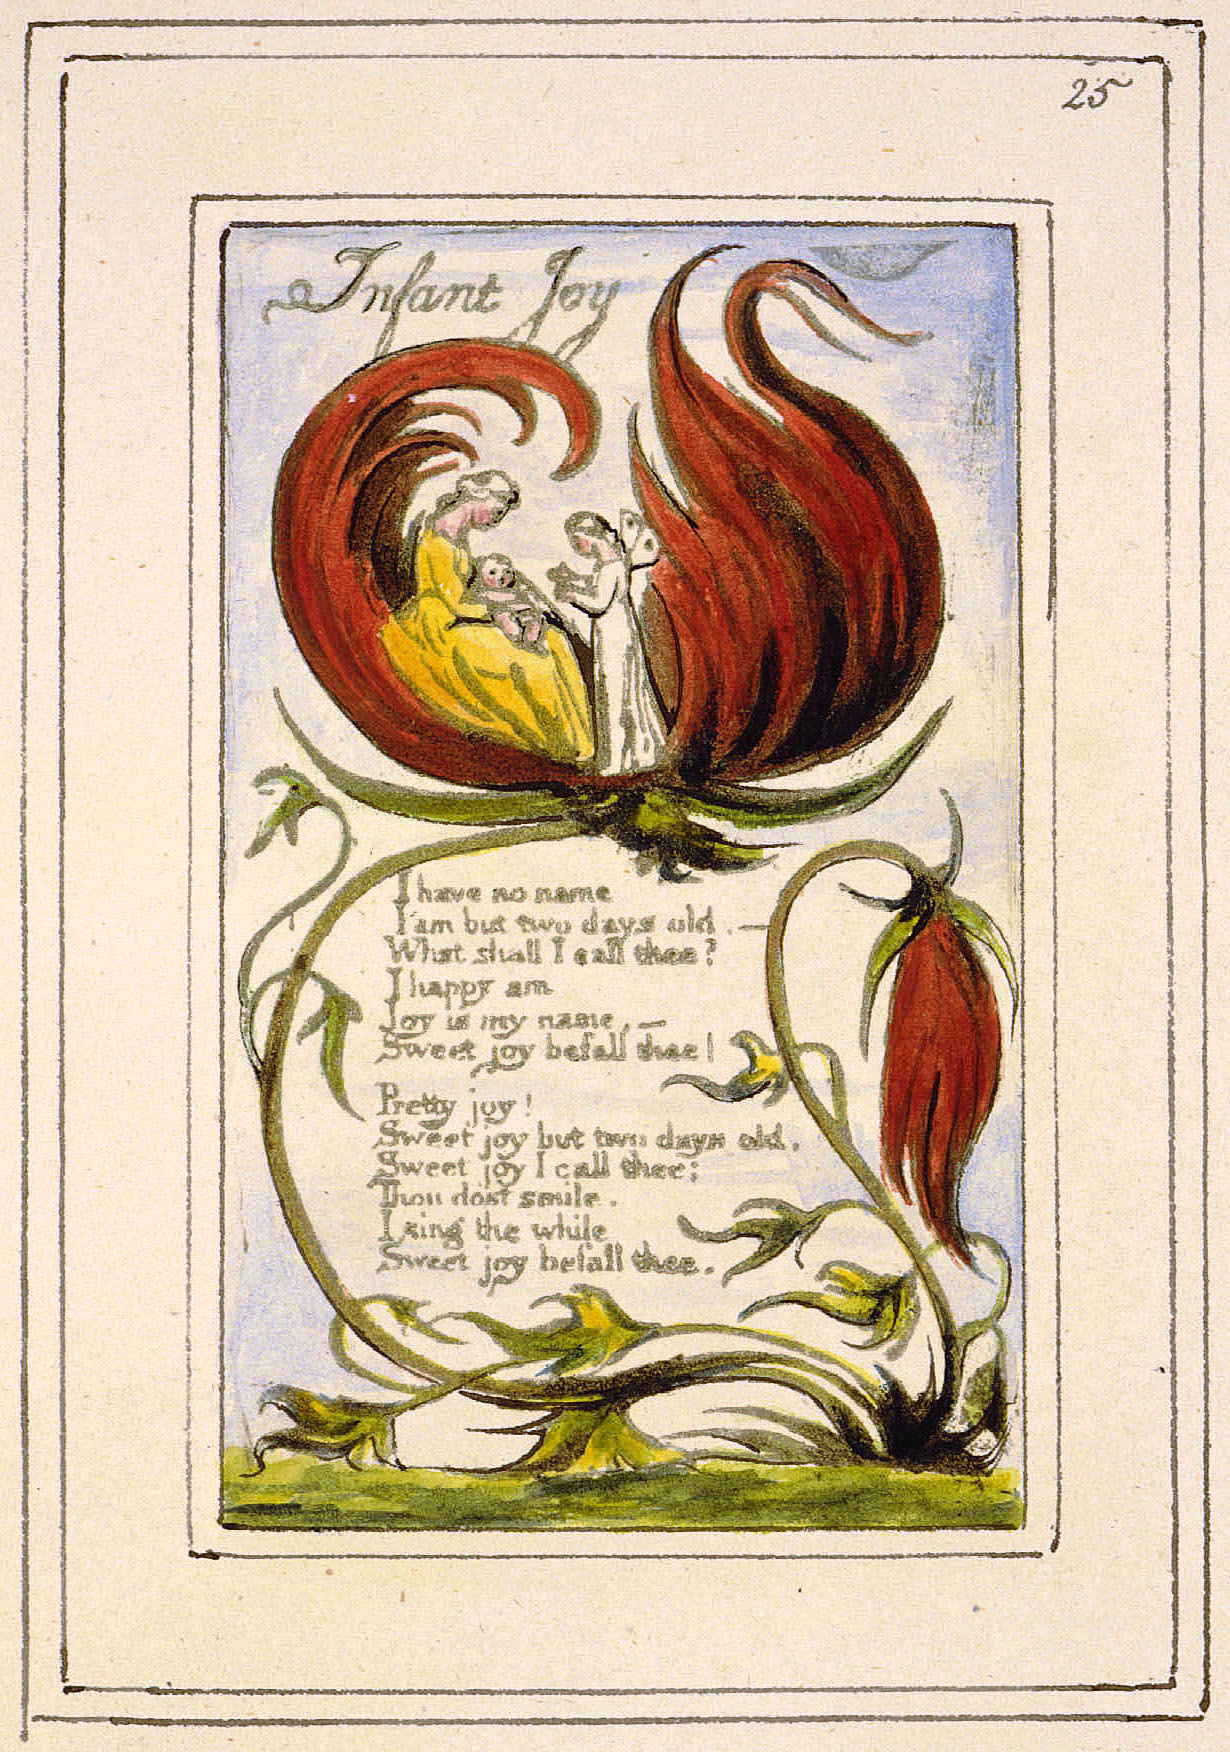 25
Infant Joy
I have no name
I am but two days old. —
What shall I call thee?
I happy am
Joy is my name, —
Sweet joy befall thee!
Pretty joy!
Sweet joy but two days old.
Sweet joy I call thee:
Thou dost smile.
I sing the while
Sweet joy befall thee.